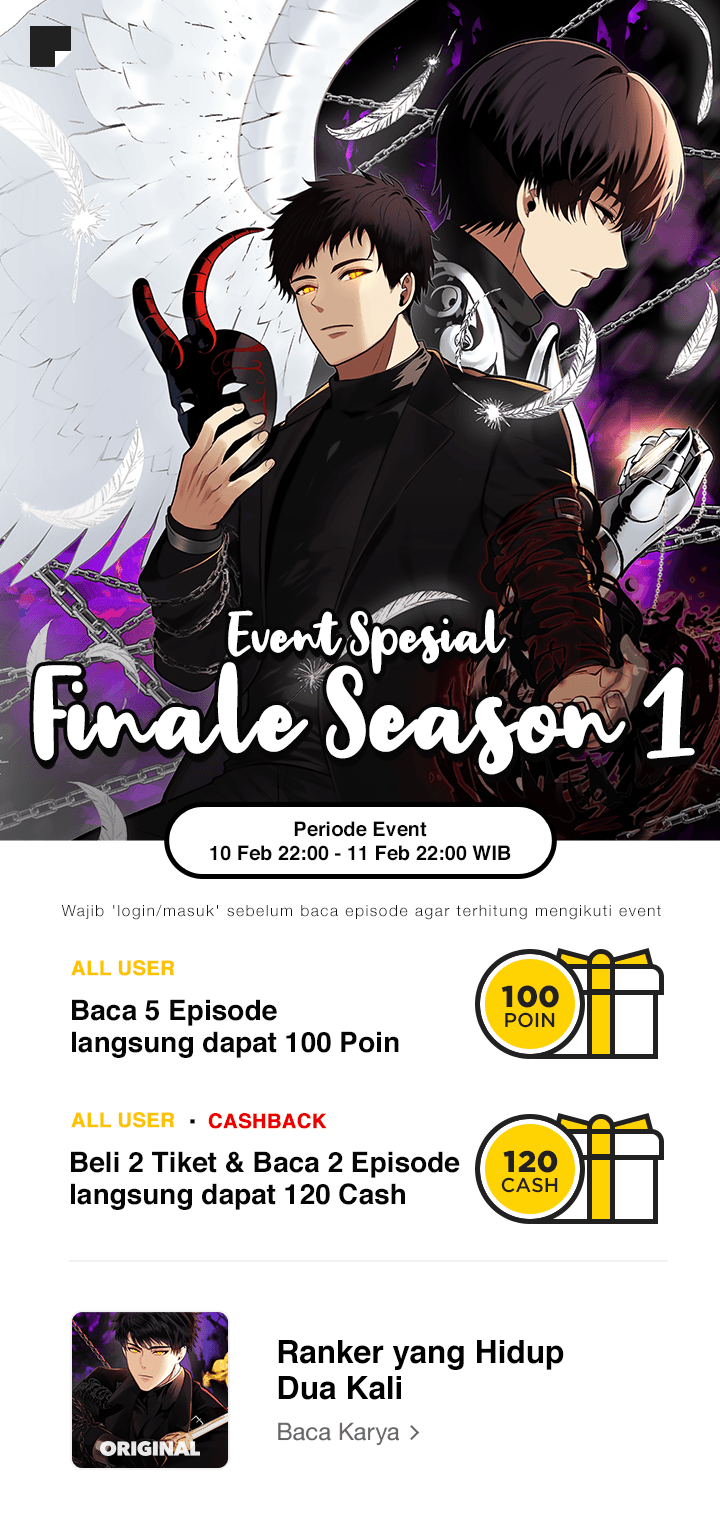 Event Spesial
Finale Season 1
Periode Event
10 Feb 22:00 - 11 Feb 22:00 WIB
Wajib 'login/masuk' sebelum baca episode agar terhitung mengikuti event
ALL USER
Baca 5 Episode
langsung dapat 100 Poin
100
POIN
ALL USER · CASHBACK
Beli 2 Tiket & Baca 2 Episode
langsung dapat 120 Cash
120
CASH
ORIGINAL
Ranker yang Hidup
Dua Kali
Baca Karya >